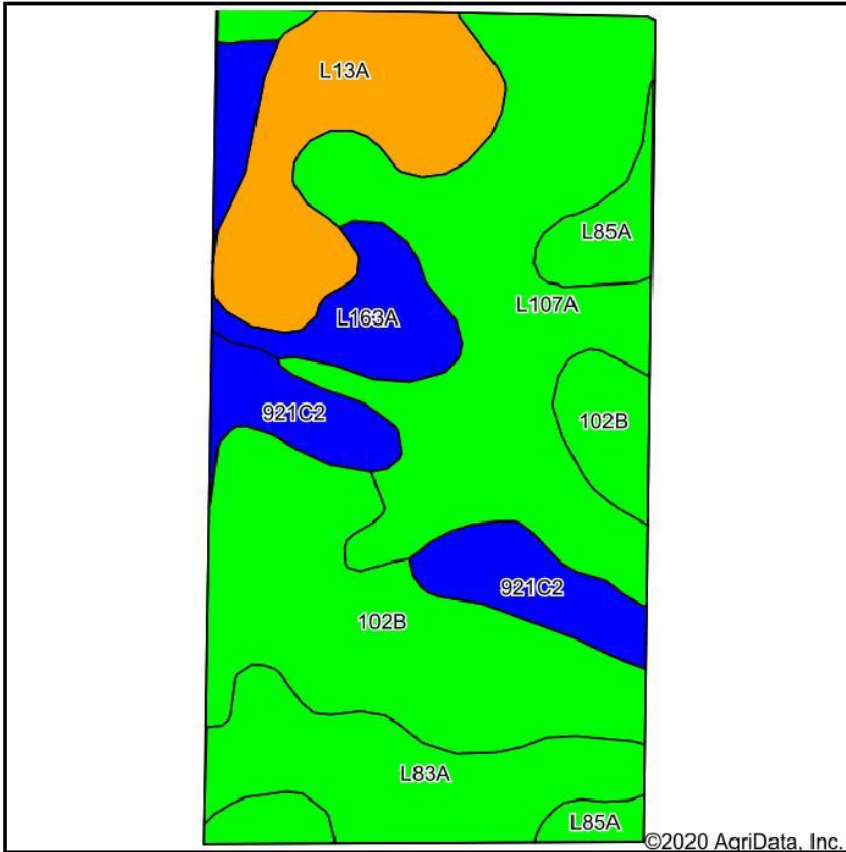 L13A
L85A
L107A
L163A
921C2
102B
921C2
102B
L83A
L85A
©2020 AgriData, Inc.